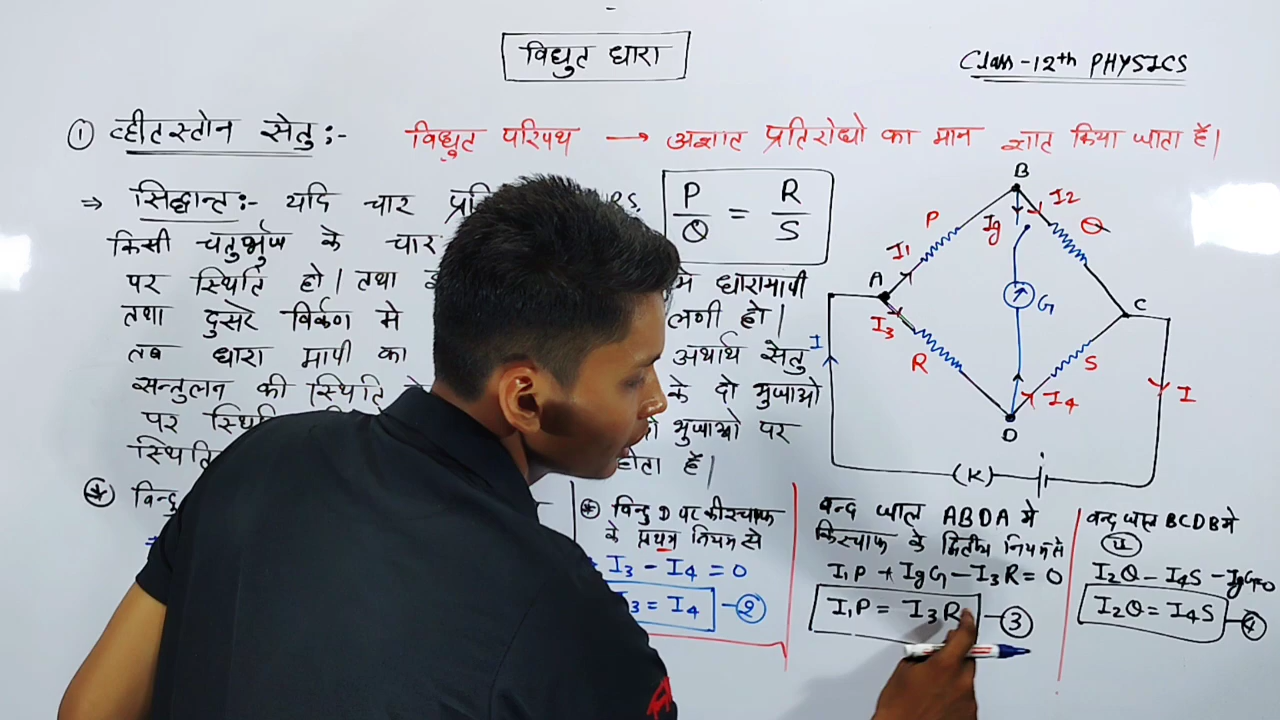 विधुत धारा
Class-12th PHYSICS
① व्हीटस्टोन सेतु:- विधुत परिपथ → अज्ञात प्रतिरोधो का मान ज्ञात किया जाता हैं।
⇒ सिद्धान्त:- यदि चार
किसी चतुर्भुज के चार
पर स्थिति हो। तथा मे धारामापी
तथा दुसरे विर्कण मे लगी हो।
तब धारा मापी का अर्थार्थ सेतु
सन्तुलन की स्थिति के दो भुजाओ
पर भुजाओ पर
होता हैं।
P/Q = R/S
B
I2
Ig
P
Q
I1
A
G
C
I3
R
S
I
I4
I
D
(K)
* बिन्दु
* बिन्दु D पर कीरचाफ
के प्रथम नियम से
I3 - I4 = 0
I3 = I4 -②
बन्द जाल ABDA मे
किरचाफ के द्वितीय नियम से
I1P + IgG - I3R = 0
I1P = I3R -③
बन्द जाल BCDB मे
I2Q - I4S - IgG=0
I2Q = I4S -④